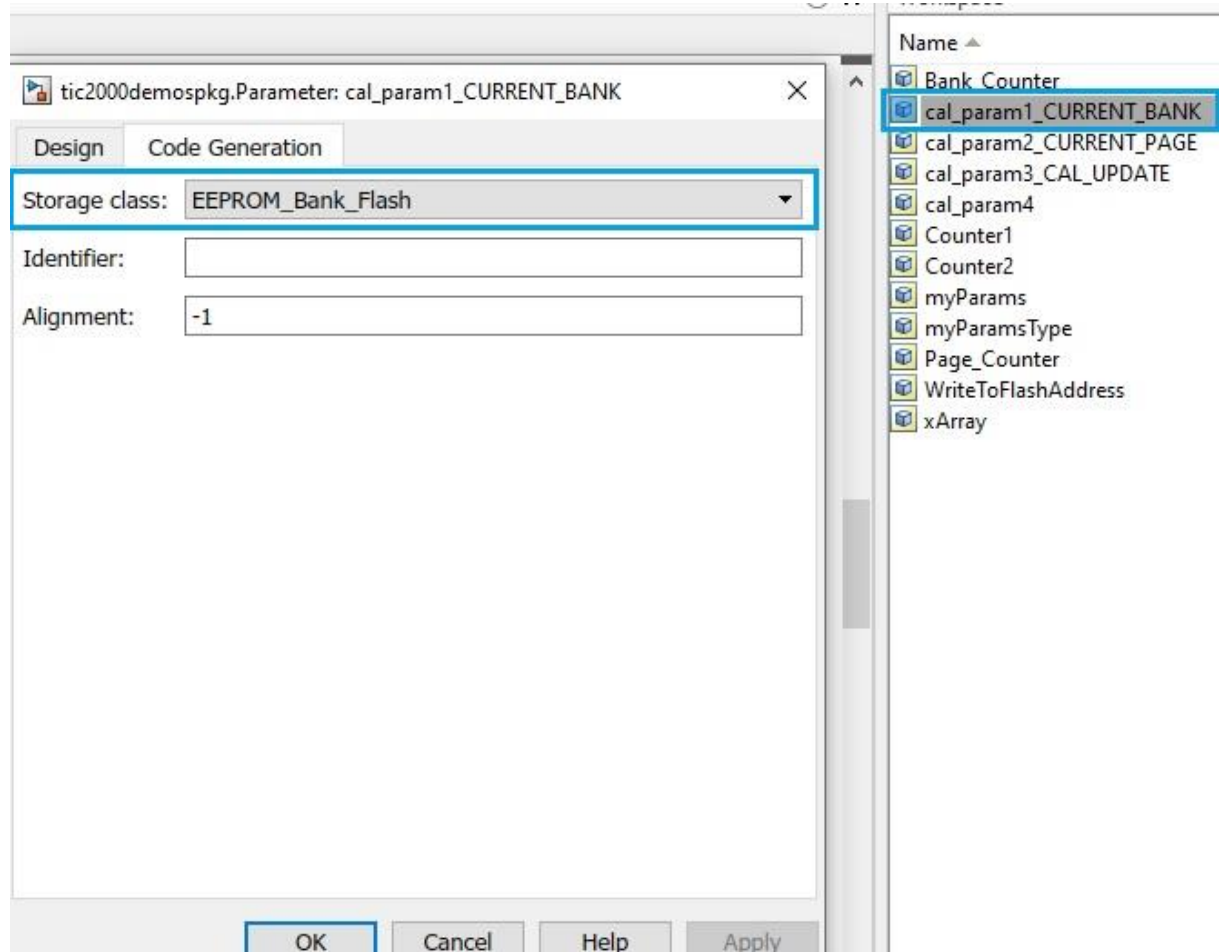 Name
tic2000demospkg.Parameter: cal_param1_CURRENT_BANK
Design Code Generation
Storage class: EEPROM_Bank_Flash
Identifier:
Alignment: -1
OK Cancel Help Apply
Bank_Counter
cal_param1_CURRENT_BANK
cal_param2_CURRENT_PAGE
cal_param3_CAL_UPDATE
cal_param4
Counter1
Counter2
myParams
myParamsType
Page_Counter
WriteToFlashAddress
xArray